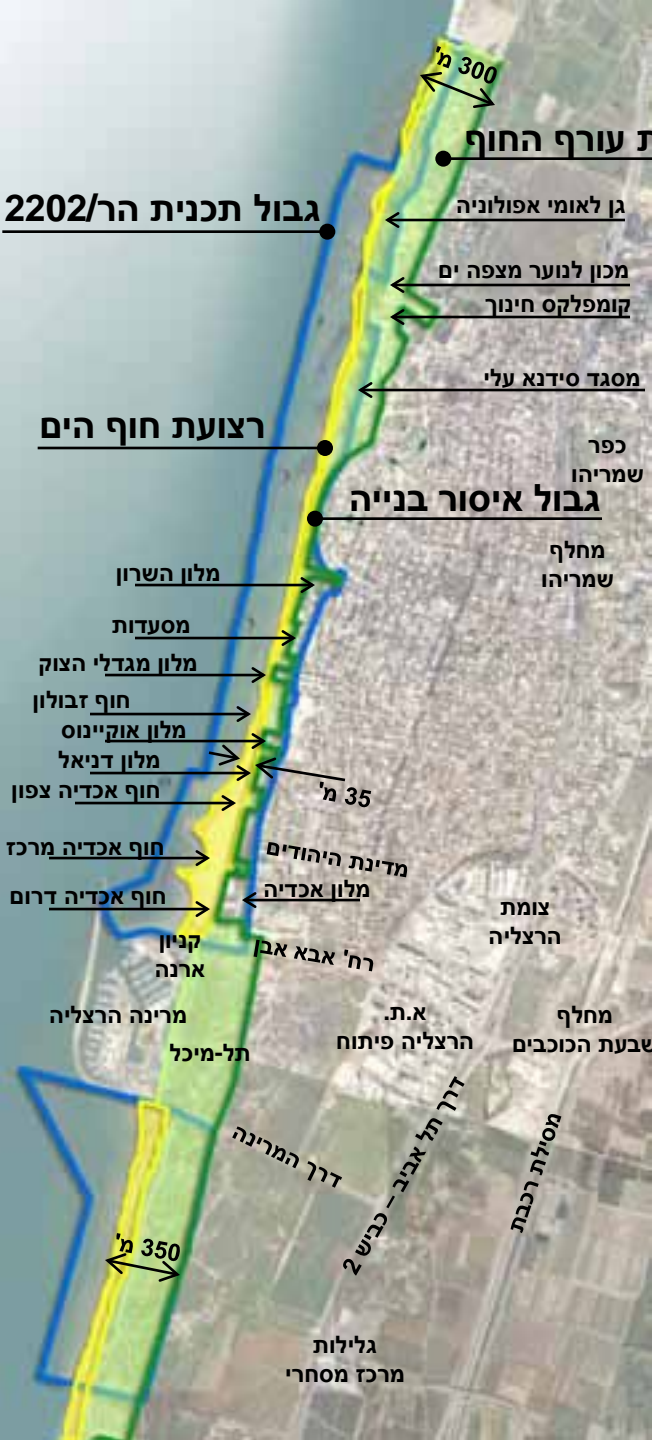 300 מ'
ת עורף החוף
גבול תכנית הר/2202
גן לאומי אפולוניה
מכון לנוער מצפה ים
קומפלקס חינוך
מסגד סידנא עלי
רצועת חוף הים
כפר
שמריהו
גבול איסור בנייה
מחלף
שמריהו
מלון השרון
מסעדות
מלון מגדלי הצוק
חוף זבולון
מלון אוקיינוס
מלון דניאל
35 מ'
חוף אכדיה צפון
חוף אכדיה מרכז
מדינת היהודים
מלון אכדיה
חוף אכדיה דרום
צומת
הרצליה
קניון
ארנה
רח' אבא אבן
מרינה הרצליה
א.ת.
הרצליה פיתוח
מחלף
שבעת הכוכבים
תל-מיכל
דרך המרינה
דרך תל אביב – כביש 2
מסילת רכבת
350 מ'
גלילות
מרכז מסחרי